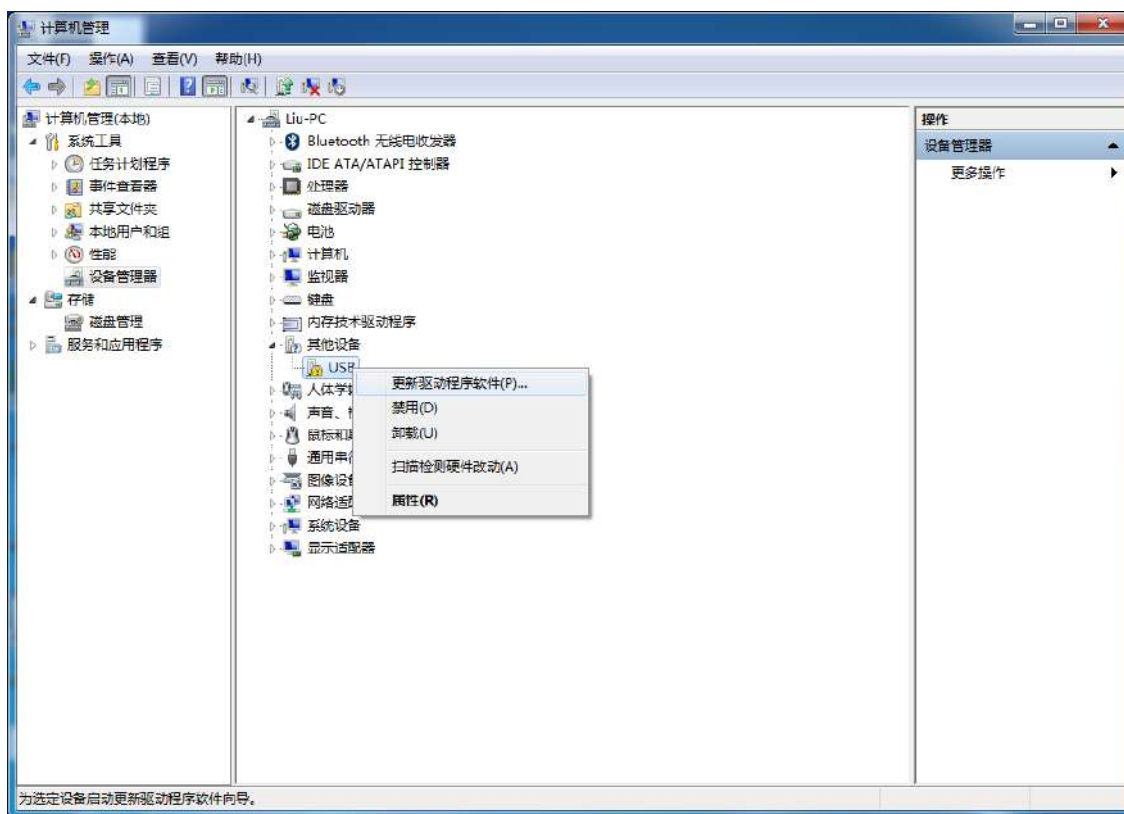 计算机管理
文件(F) 操作(A) 查看(V) 帮助(H)
计算机管理(本地)
系统工具
任务计划程序
事件查看器
共享文件夹
本地用户和组
性能
设备管理器
存储
磁盘管理
服务和应用程序
Liu-PC
Bluetooth 无线电收发器
IDE ATA/ATAPI 控制器
处理器
磁盘驱动器
电池
计算机
监视器
键盘
内存技术驱动程序
其他设备
USB
人体学
声音、
鼠标和
通用串
图像设
网络适
系统设备
显示适配器
更新驱动程序软件(P)...
禁用(D)
卸载(U)
扫描检测硬件改动(A)
属性(R)
操作
设备管理器
更多操作
为选定设备启动更新驱动程序软件向导。